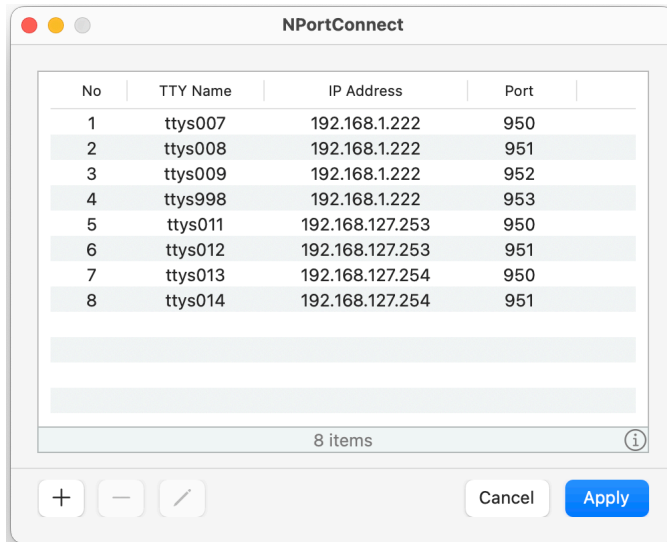 NPortConnect
No TTY Name IP Address Port
1 ttys007 192.168.1.222 950
2 ttys008 192.168.1.222 951
3 ttys009 192.168.1.222 952
4 ttys998 192.168.1.222 953
5 ttys011 192.168.127.253 950
6 ttys012 192.168.127.253 951
7 ttys013 192.168.127.254 950
8 ttys014 192.168.127.254 951
8 items
Cancel Apply